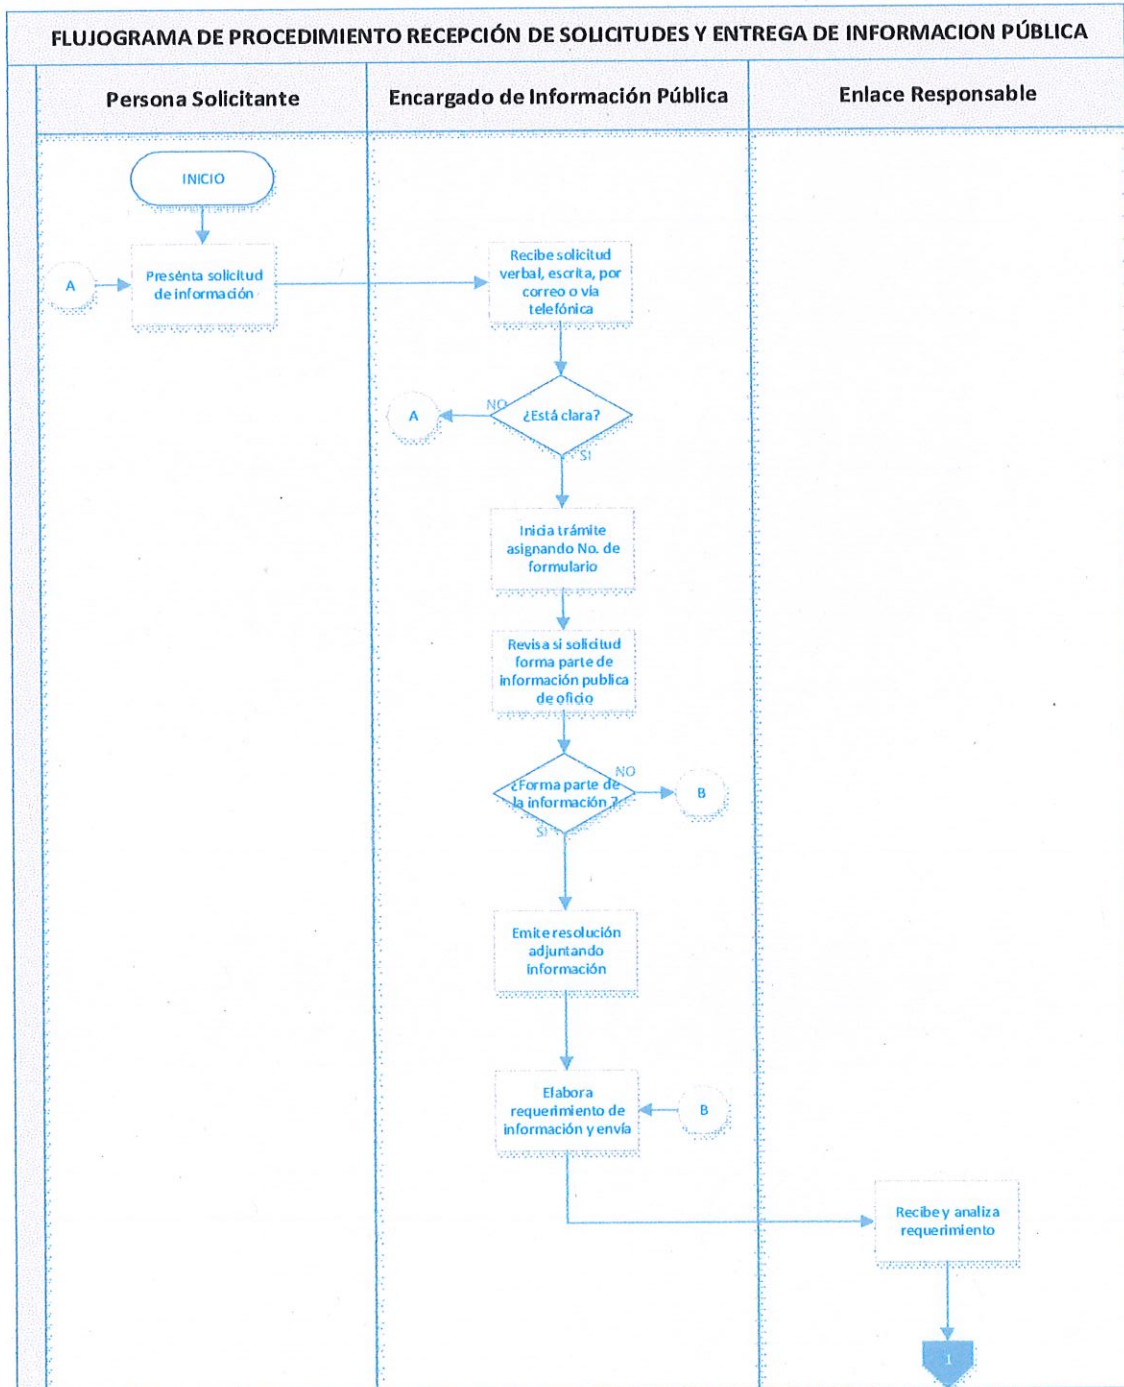 FLUJOGRAMA DE PROCEDIMIENTO RECEPCIÓN DE SOLICITUDES Y ENTREGA DE INFORMACION PÚBLICA
Persona Solicitante
Encargado de Información Pública
Enlace Responsable
INICIO
A
Presenta solicitud
de información
Recibe solicitud
verbal, escrita, por
correo o via
telefónica
A
NO
¿Está clara?
SI
Inicia trámite
asignando No. de
formulario
Revisa si solicitud
forma parte de
información publica
de oficio
NO
¿Forma parte de
la información ?
B
SI
Emite resolución
adjuntando
información
Elabora
requerimiento de
información y envía
B
Recibe y analiza
requerimiento
1